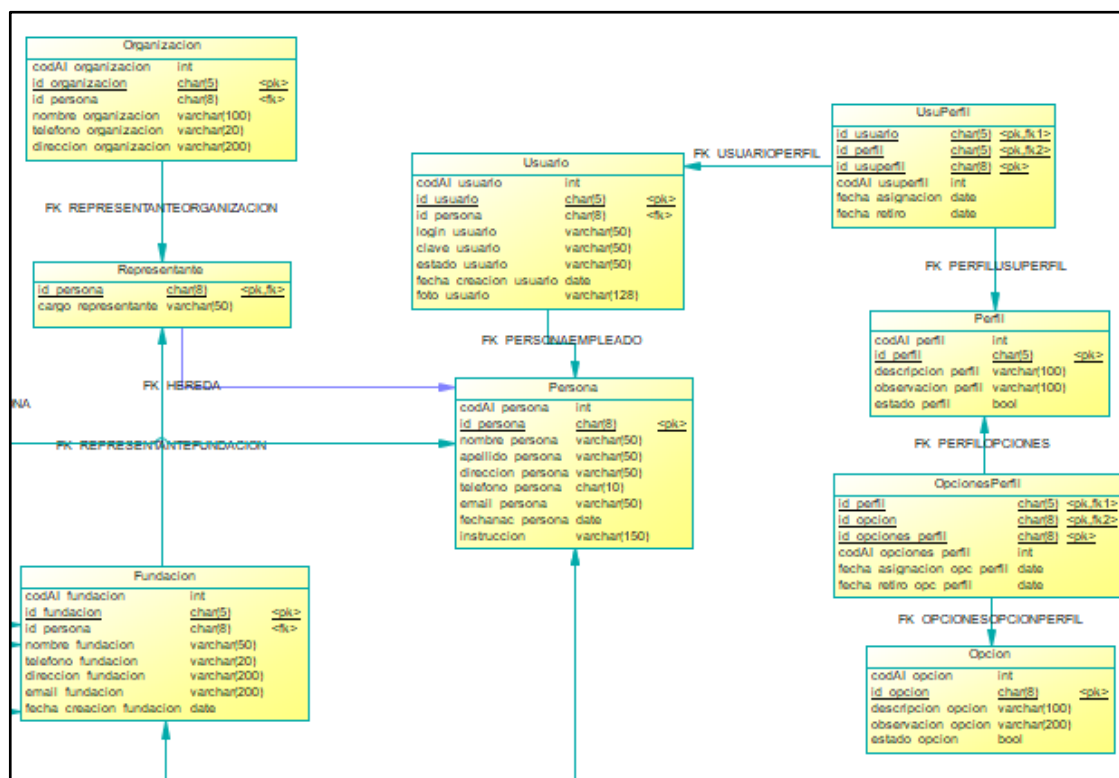 Organizacion
codAI organizacion int
id organizacion char(5) <pk>
id persona char(8) <fk>
nombre organizacion varchar(100)
telefono organizacion varchar(20)
direccion organizacion varchar(200)
FK REPRESENTANTEORGANIZACION
Representante
id persona char(8) <pk,fk>
cargo representante varchar(50)
FK HEREDA
INA
FK REPRESENTANTEFUNDACION
Fundacion
codAI fundacion int
id fundacion char(5) <pk>
id persona char(8) <fk>
nombre fundacion varchar(50)
telefono fundacion varchar(20)
direccion fundacion varchar(200)
email fundacion varchar(200)
fecha creacion fundacion date
Usuario
codAI usuario int
id usuario char(5) <pk>
id persona char(8) <fk>
login usuario varchar(50)
clave usuario varchar(50)
estado usuario varchar(50)
fecha creacion usuario date
foto usuario varchar(128)
FK PERSONAEMPLEADO
Persona
codAI persona int
id persona char(8) <pk>
nombre persona varchar(50)
apellido persona varchar(50)
direccion persona varchar(50)
telefono persona char(10)
email persona varchar(50)
fechanac persona date
instruccion varchar(150)
FK USUARIOPERFIL
UsuPerfil
id usuario char(5) <pk,fk1>
id perfil char(5) <pk,fk2>
id usuperfil char(8) <pk>
codAI usuperfil int
fecha asignacion date
fecha retiro date
FK PERFILUSUPERFIL
Perfil
codAI perfil int
id perfil char(5) <pk>
descripcion perfil varchar(100)
observacion perfil varchar(100)
estado perfil bool
FK PERFILOPCIONES
OpcionesPerfil
id perfil char(5) <pk,fk1>
id opcion char(8) <pk,fk2>
id opciones perfil char(8) <pk>
codAI opciones perfil int
fecha asignacion opc perfil date
fecha retiro opc perfil date
FK OPCIONESOPCIONPERFIL
Opcion
codAI opcion int
id opcion char(8) <pk>
descripcion opcion varchar(100)
observacion opcion varchar(200)
estado opcion bool